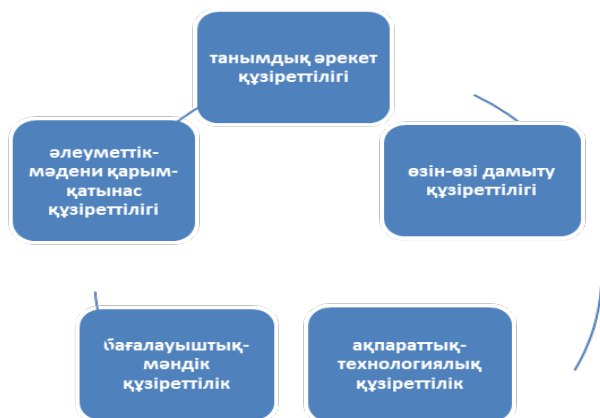 танымдық әрекет
құзіреттілігі
өзін-өзі дамыту
құзіреттілігі
ақпараттық-
технологиялық
құзіреттілік
бағалауыштық-
мәндік
құзіреттілік
әлеуметтік-
мәдени қарым-
қатынас
құзіреттілігі